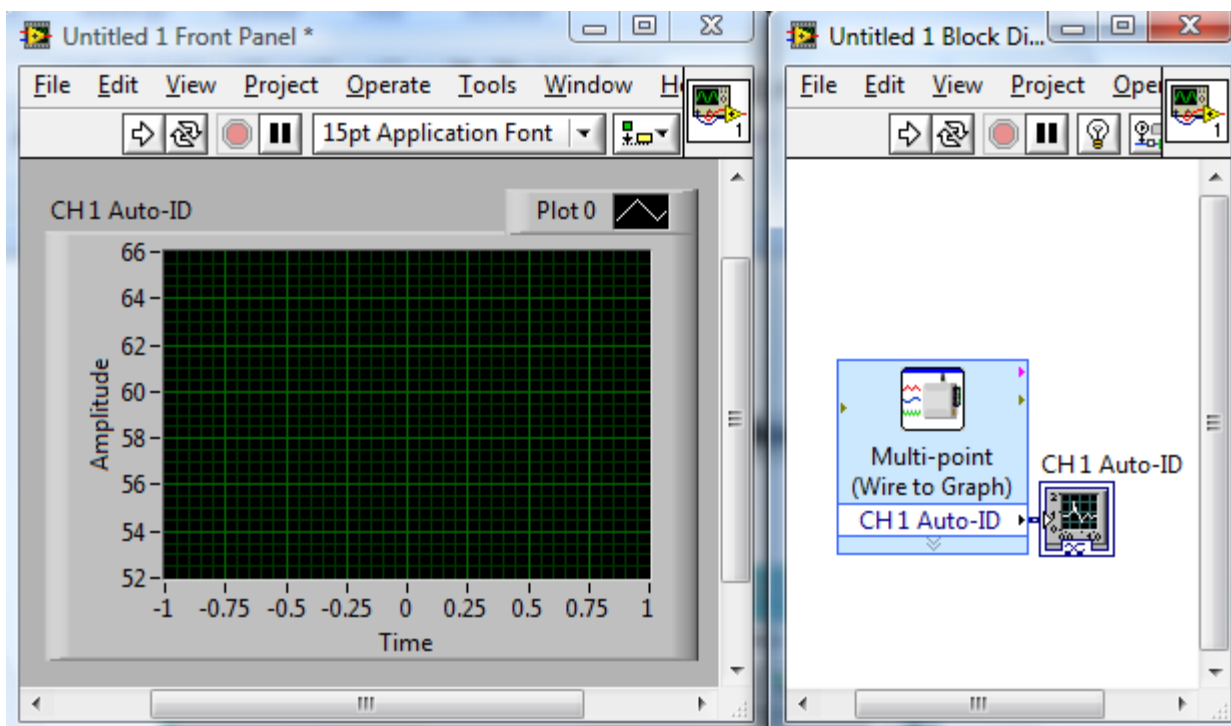 Untitled 1 Front Panel *
File Edit View Project Operate Tools Window
15pt Application Font
1
CH 1 Auto-ID
Plot 0
66
64
62
60
58
56
54
52
Amplitude
-1 -0.75 -0.5 -0.25 0 0.25 0.5 0.75 1
Time
Untitled 1 Block Di...
File Edit View Project Oper
1
Multi-point
(Wire to Graph)
CH 1 Auto-ID
CH 1 Auto-ID